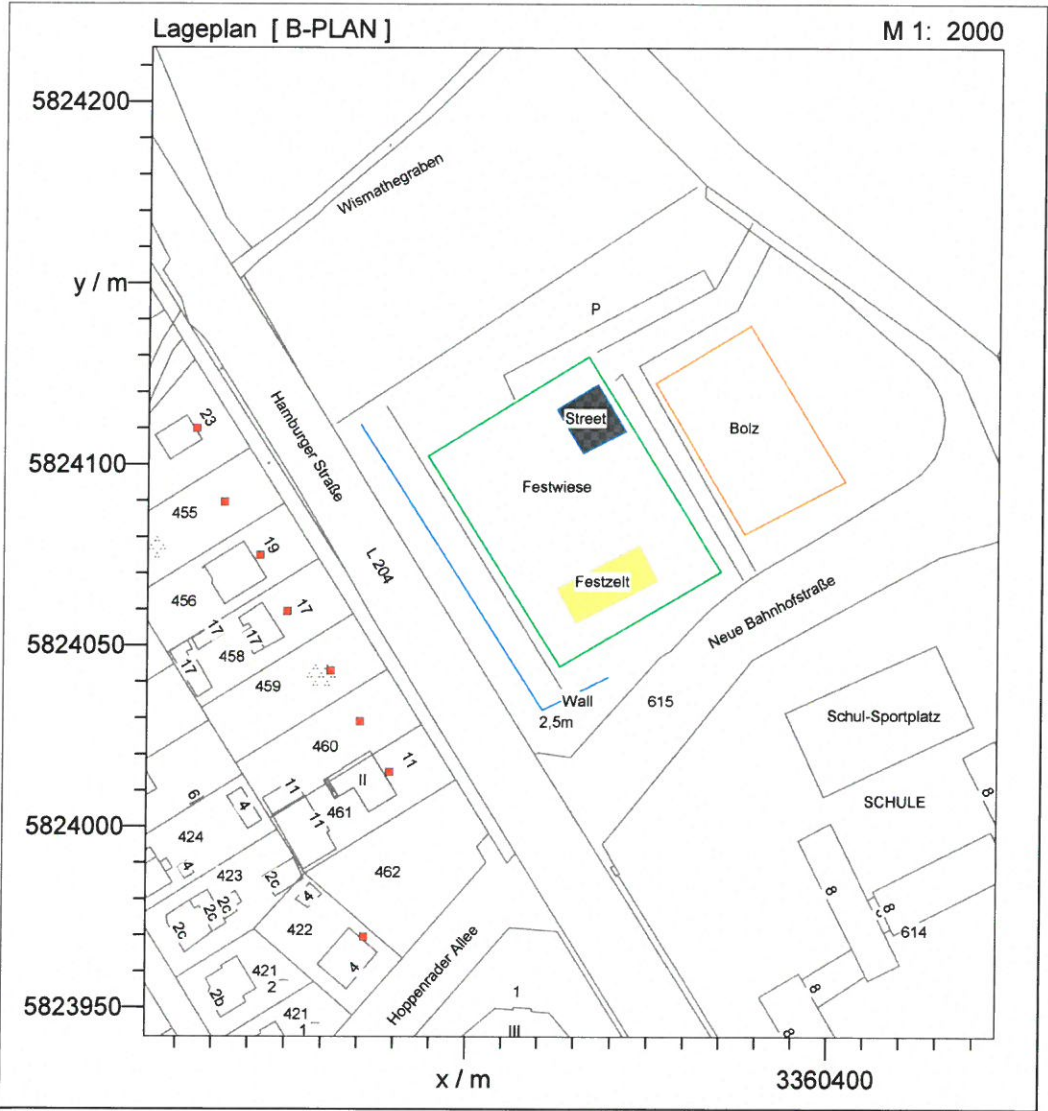 Lageplan [ B-PLAN ]
M 1: 2000
5824200
y / m
5824100
5824050
5824000
5823950
x / m
3360400
Wismathegraben
P
Hamburger Straße
L 204
Street
Bolz
Festwiese
Festzelt
Neue Bahnhofstraße
Wall
2,5m
615
Schul-Sportplatz
SCHULE
8
8
8
8
8
614
23
455
19
456
17
17
17
17
458
459
460
11
II
11
11
461
6
4
424
4
423
2c
2c
2c
2c
462
4
422
4
421
2
2b
421
1
Hoppenrader Allee
1
III